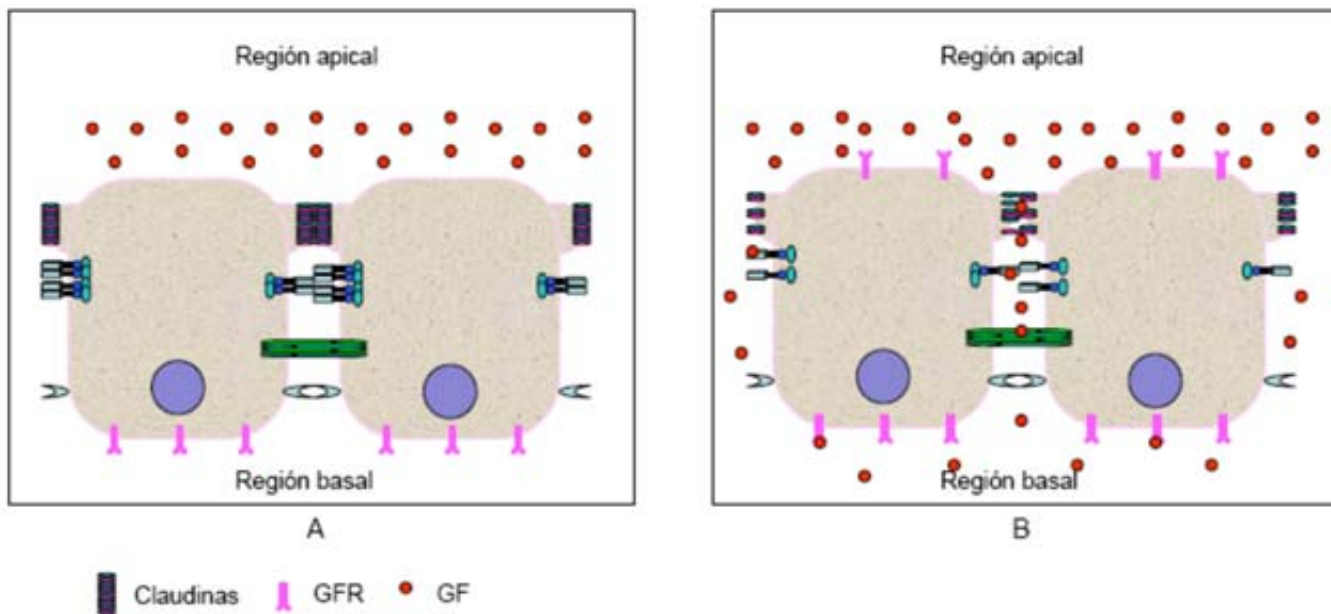 Región apical
Región apical
Región basal
Región basal
A
B
Claudinas
GFR
GF